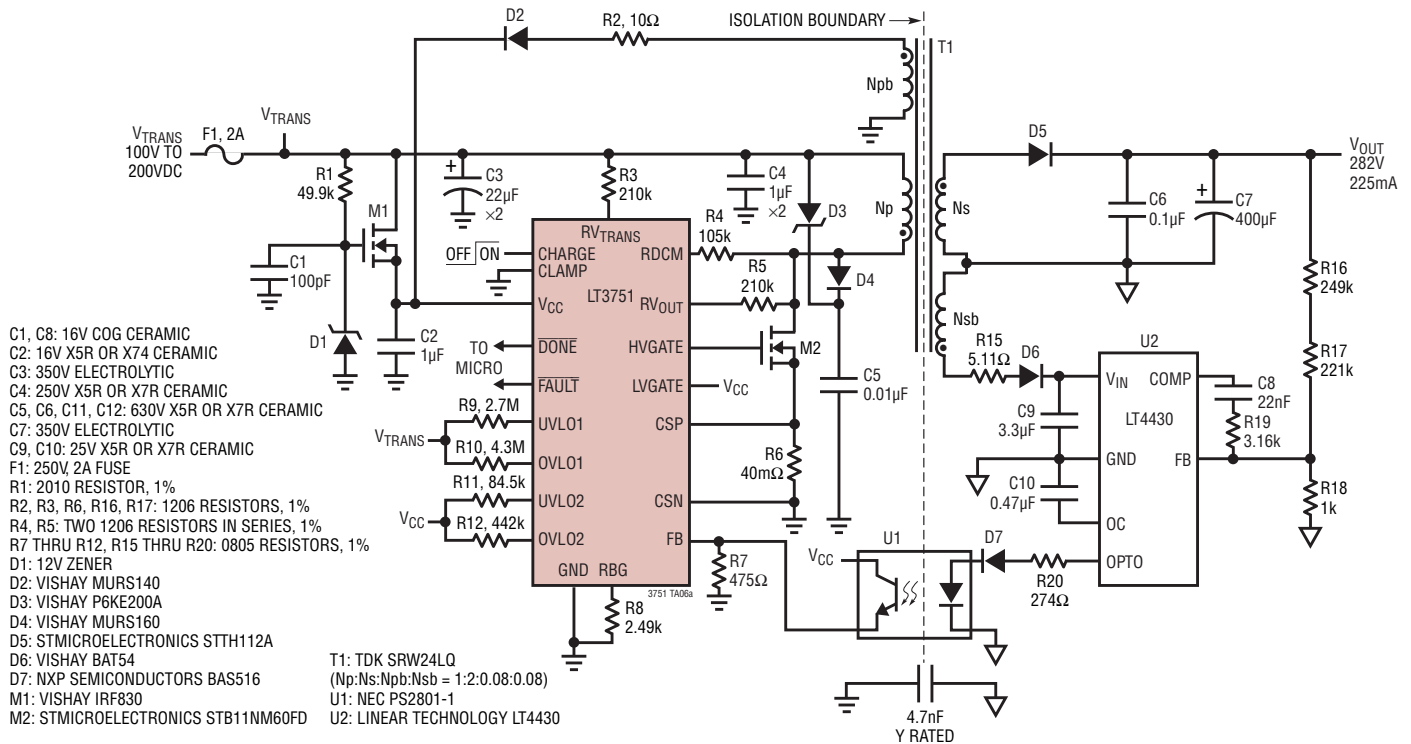 D2
R2, 10Ω
ISOLATION BOUNDARY
T1
Npb
VTRANS
100V TO
200VDC
F1, 2A
VTRANS
R1
49.9k
M1
C1
100pF
D1
C2
1µF
C3
22µF
×2
+
R3
210k
C4
1µF
×2
D3
R4
105k
Np
Ns
D5
C6
0.1µF
+
C7
400µF
VOUT
282V
225mA
OFF ON
RVTRANS
CHARGE
CLAMP
RDCM
LT3751
VCC
RVOUT
R5
210k
D4
TO
MICRO
DONE
FAULT
HVGATE
LVGATE
VCC
M2
C5
0.01µF
Nsb
R15
5.11Ω
D6
U2
VIN
COMP
LT4430
C8
22nF
R19
3.16k
R16
249k
R17
221k
R18
1k
C9
3.3µF
GND
FB
C10
0.47µF
OC
OPTO
R9, 2.7M
VTRANS
R10, 4.3M
R11, 84.5k
VCC
R12, 442k
UVLO1
OVLO1
UVLO2
OVLO2
CSP
CSN
FB
R6
40mΩ
GND
RBG
3751 TA06a
R7
475Ω
R8
2.49k
VCC
U1
D7
R20
274Ω
4.7nF
Y RATED
C1, C8: 16V COG CERAMIC
C2: 16V X5R OR X74 CERAMIC
C3: 350V ELECTROLYTIC
C4: 250V X5R OR X7R CERAMIC
C5, C6, C11, C12: 630V X5R OR X7R CERAMIC
C7: 350V ELECTROLYTIC
C9, C10: 25V X5R OR X7R CERAMIC
F1: 250V, 2A FUSE
R1: 2010 RESISTOR, 1%
R2, R3, R6, R16, R17: 1206 RESISTORS, 1%
R4, R5: TWO 1206 RESISTORS IN SERIES, 1%
R7 THRU R12, R15 THRU R20: 0805 RESISTORS, 1%
D1: 12V ZENER
D2: VISHAY MURS140
D3: VISHAY P6KE200A
D4: VISHAY MURS160
D5: STMICROELECTRONICS STTH112A
D6: VISHAY BAT54
D7: NXP SEMICONDUCTORS BAS516
M1: VISHAY IRF830
M2: STMICROELECTRONICS STB11NM60FD
T1: TDK SRW24LQ
(Np:Ns:Npb:Nsb = 1:2:0.08:0.08)
U1: NEC PS2801-1
U2: LINEAR TECHNOLOGY LT4430